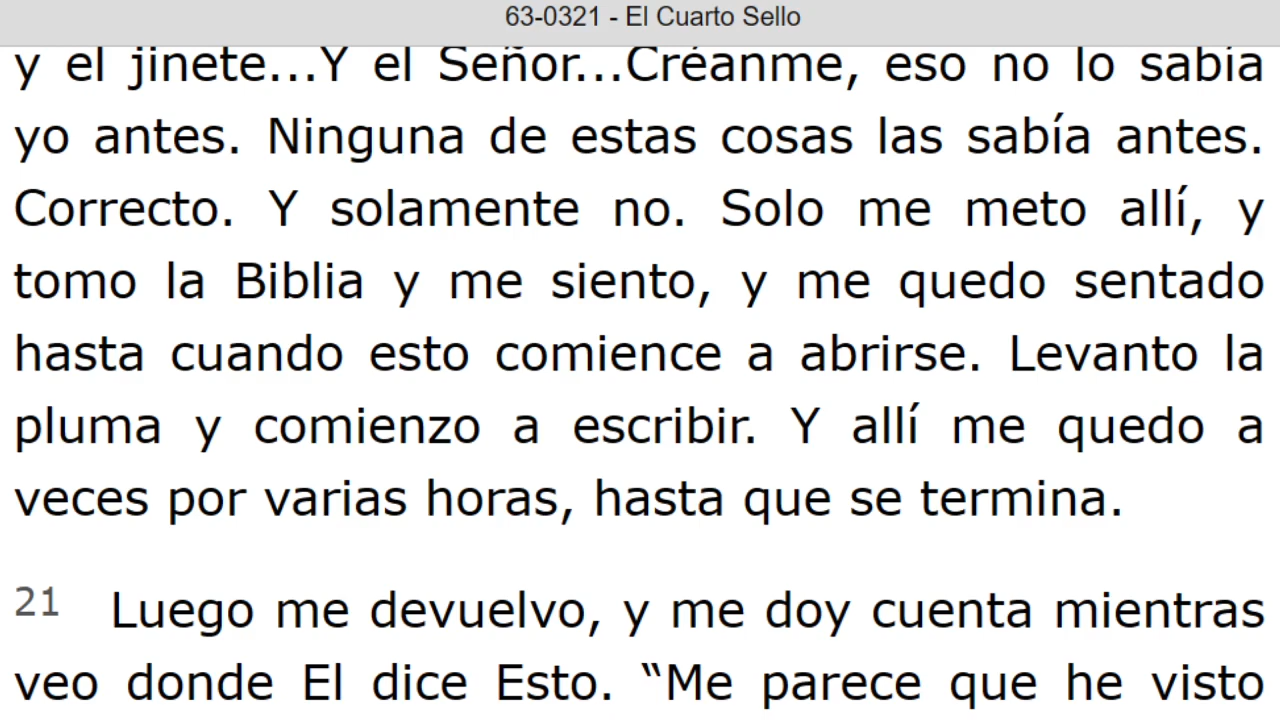 63-0321 - El Cuarto Sello
y el jinete...Y el Señor...Créanme, eso no lo sabía
yo antes. Ninguna de estas cosas las sabía antes.
Correcto. Y solamente no. Solo me meto allí, y
tomo la Biblia y me siento, y me quedo sentado
hasta cuando esto comience a abrirse. Levanto la
pluma y comienzo a escribir. Y allí me quedo a
veces por varias horas, hasta que se termina.
21 Luego me devuelvo, y me doy cuenta mientras
veo donde El dice Esto. “Me parece que he visto